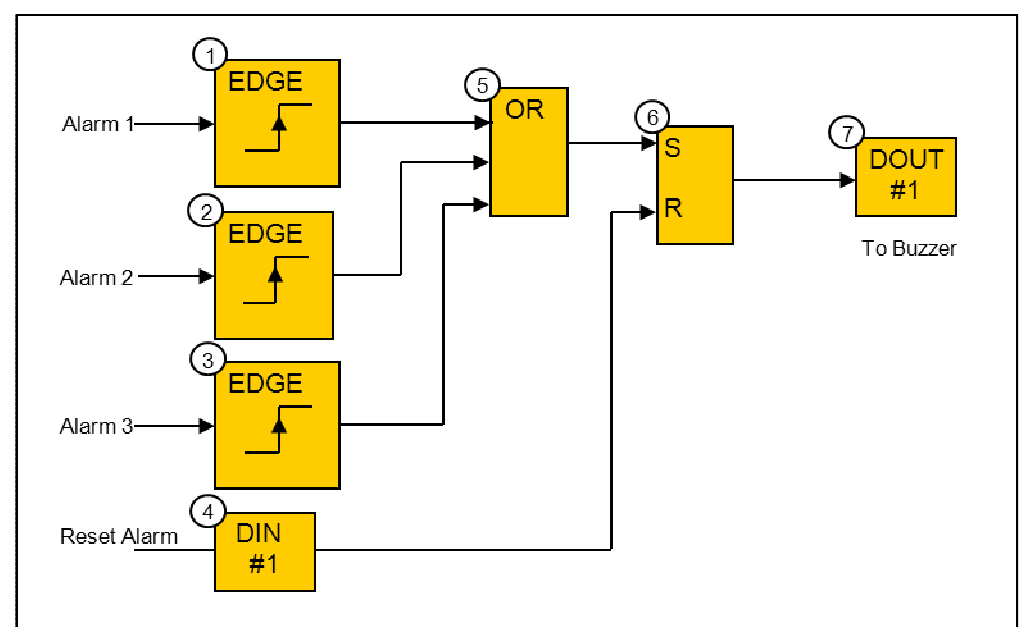 1
EDGE
Alarm 1
5
OR
6
S
R
7
DOUT
#1
To Buzzer
2
EDGE
Alarm 2
3
EDGE
Alarm 3
4
Reset Alarm
DIN
#1